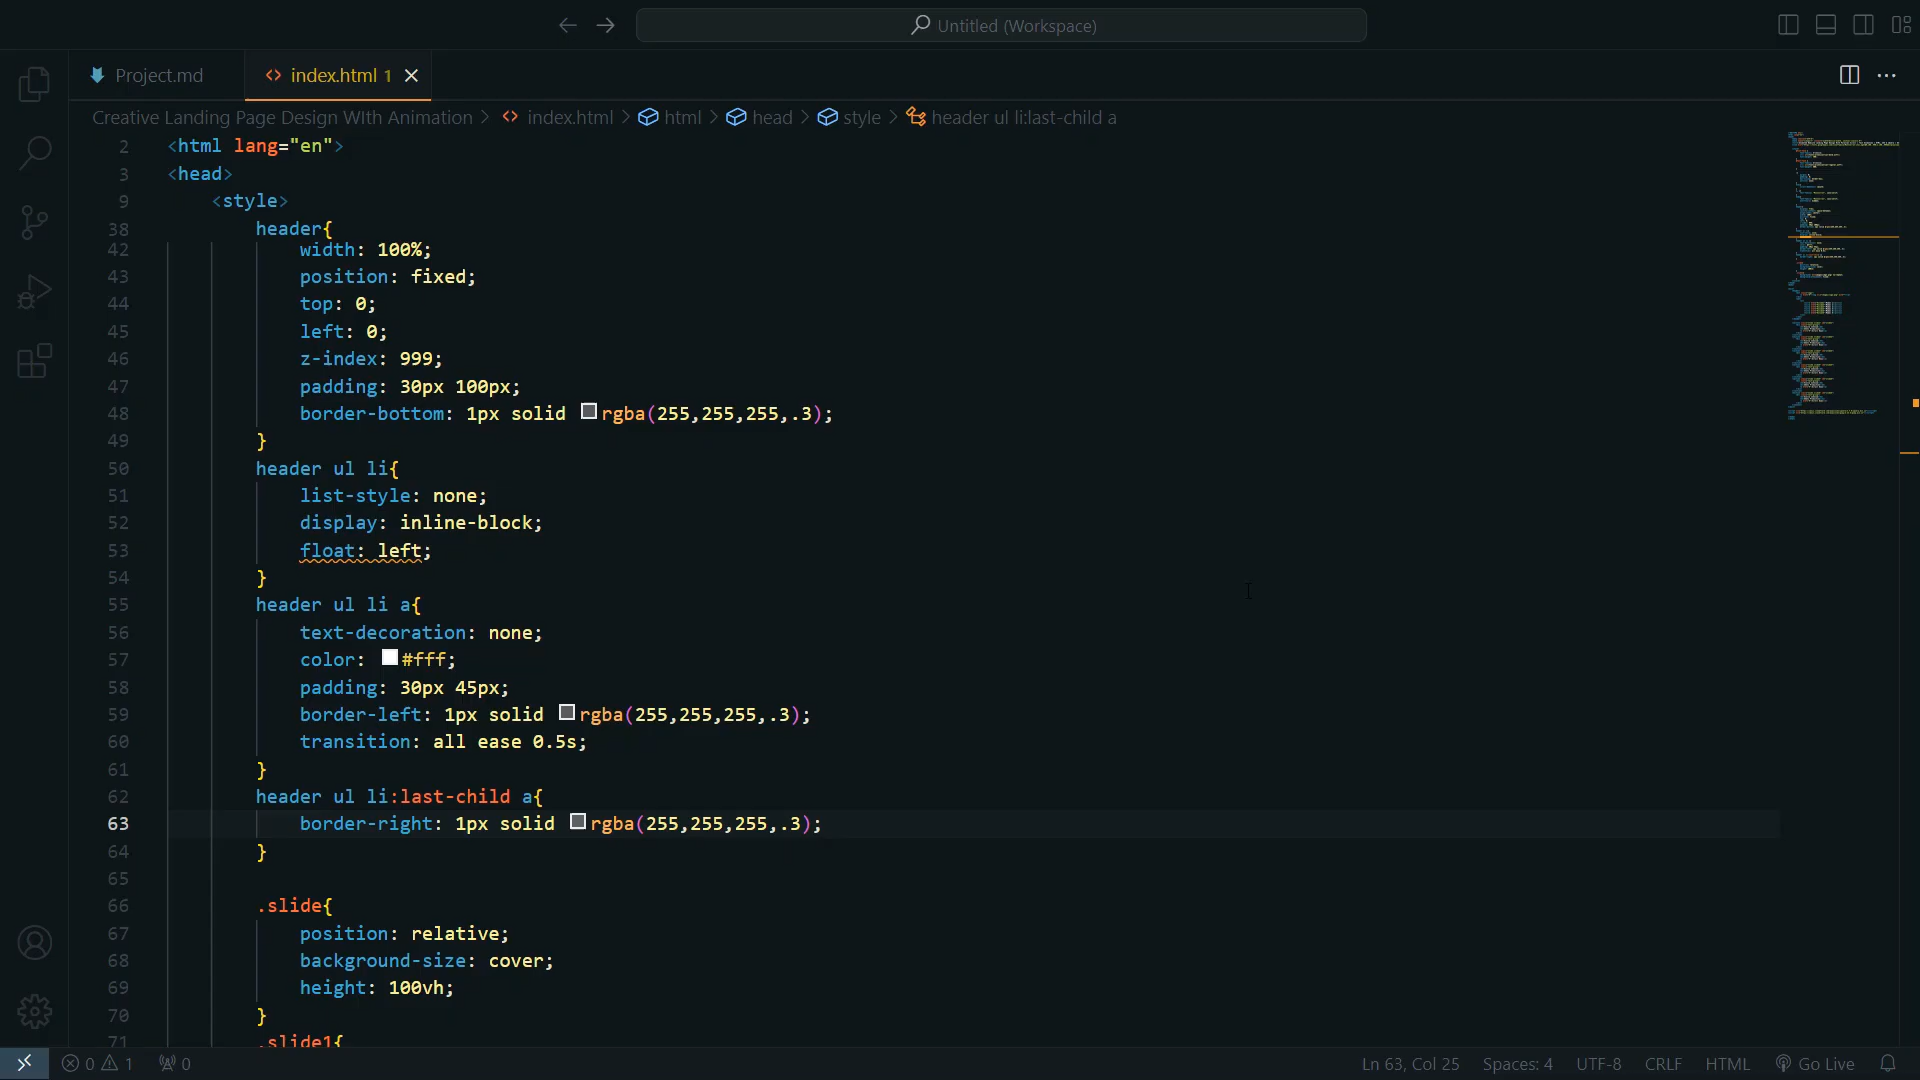 Untitled (Workspace)
Project.md
index.html 1
Creative Landing Page Design WIth Animation > index.html > html > head > style > header ul li:last-child a
2 <html lang="en">
3 <head>
9 <style>
38 header{
42 width: 100%;
43 position: fixed;
44 top: 0;
45 left: 0;
46 z-index: 999;
47 padding: 30px 100px;
48 border-bottom: 1px solid rgba(255,255,255,.3);
49 }
50 header ul li{
51 list-style: none;
52 display: inline-block;
53 float: left;
54 }
55 header ul li a{
56 text-decoration: none;
57 color: #fff;
58 padding: 30px 45px;
59 border-left: 1px solid rgba(255,255,255,.3);
60 transition: all ease 0.5s;
61 }
62 header ul li:last-child a{
63 border-right: 1px solid rgba(255,255,255,.3);
64 }
65
66 .slide{
67 position: relative;
68 background-size: cover;
69 height: 100vh;
70 }
71 .slide1{
0 1 0 Ln 63, Col 25 Spaces: 4 UTF-8 CRLF HTML Go Live